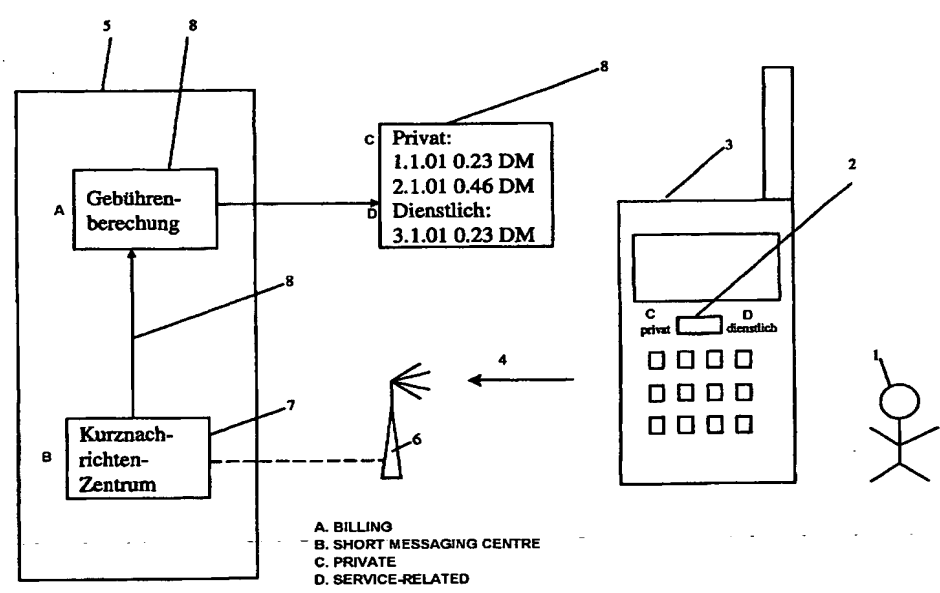 5
8
8
C
Privat:
1.1.01 0.23 DM
2.1.01 0.46 DM
D
Dienstlich:
3.1.01 0.23 DM
3
2
A
Gebühren-
berechung
8
C
D
privat
dienstlich
4
1
7
6
B
Kurznach-
richten-
Zentrum
A. BILLING
B. SHORT MESSAGING CENTRE
C. PRIVATE
D. SERVICE-RELATED